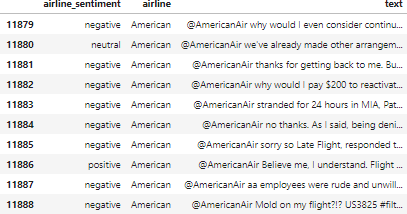 airline_sentiment airline text
11879 negative American @AmericanAir why would I even consider continu...
11880 neutral American @AmericanAir we've already made other arrangem...
11881 negative American @AmericanAir thanks for getting back to me. Bu...
11882 negative American @AmericanAir why would I pay $200 to reactivat...
11883 negative American @AmericanAir stranded for 24 hours in MIA, Pat...
11884 negative American @AmericanAir no thanks. As I said, being deni...
11885 negative American @AmericanAir sorry so Late Flight, responded t...
11886 positive American @AmericanAir Believe me, I understand. Flight ...
11887 negative American @AmericanAir aa employees were rude and unwill...
11888 negative American @AmericanAir Mold on my flight?!? US3825 #filt...